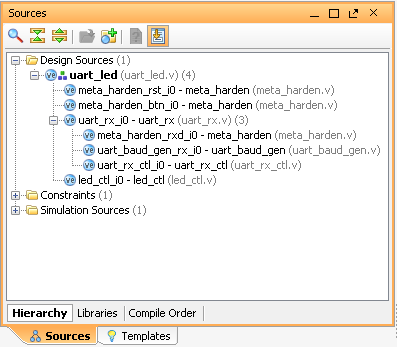 Sources
Design Sources (1)
uart_led (uart_led.v) (4)
meta_harden_rst_i0 - meta_harden (meta_harden.v)
meta_harden_btn_i0 - meta_harden (meta_harden.v)
uart_rx_i0 - uart_rx (uart_rx.v) (3)
meta_harden_rxd_i0 - meta_harden (meta_harden.v)
uart_baud_gen_rx_i0 - uart_baud_gen (uart_baud_gen.v)
uart_rx_ctl_i0 - uart_rx_ctl (uart_rx_ctl.v)
led_ctl_i0 - led_ctl (led_ctl.v)
Constraints (1)
Simulation Sources (1)
Hierarchy Libraries Compile Order
Sources Templates